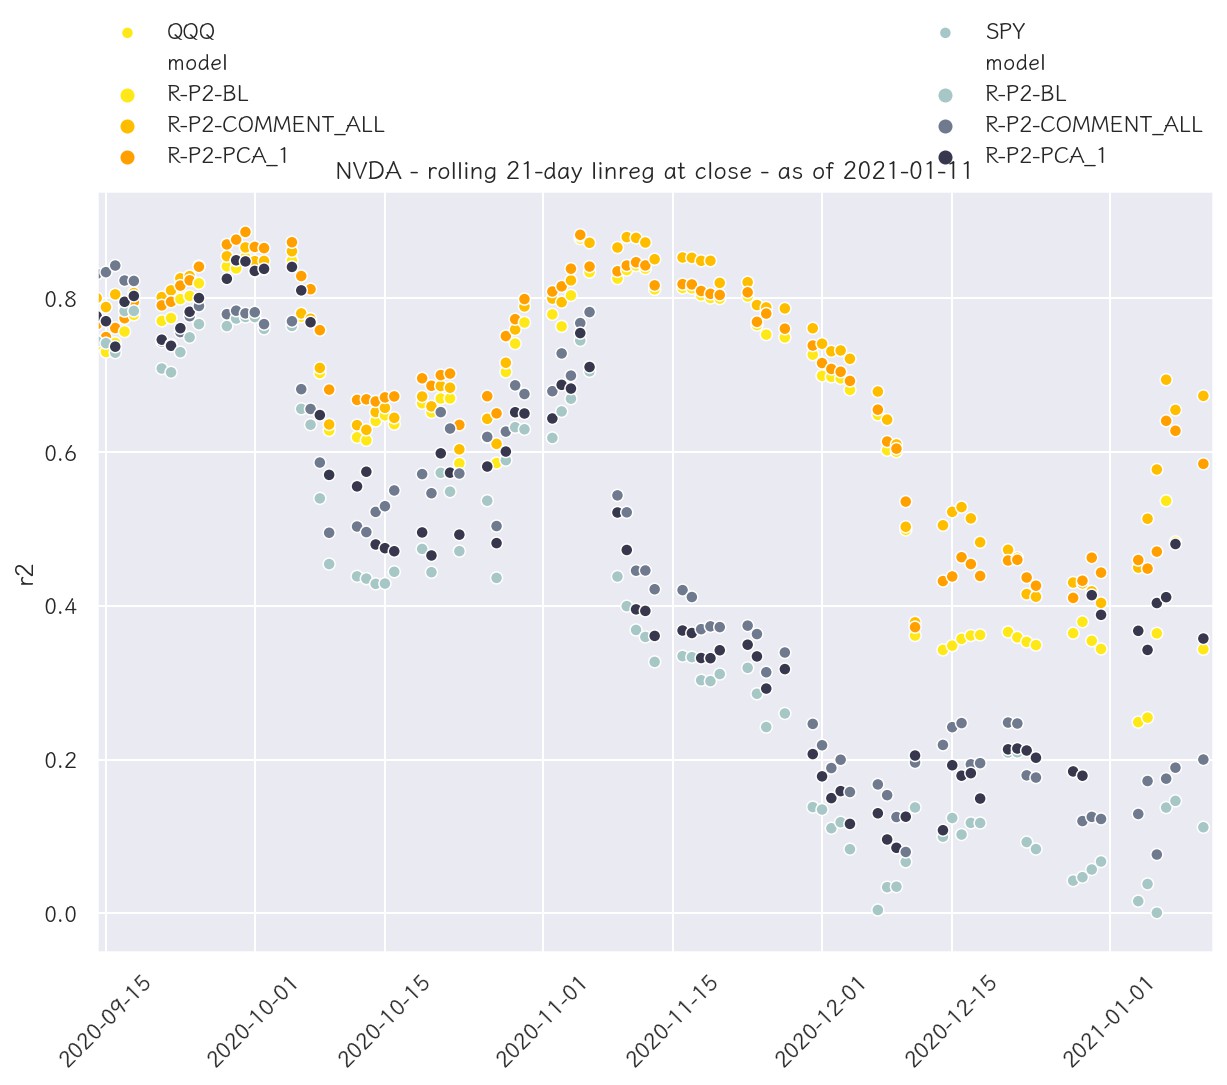 QQQ
model
R-P2-BL
R-P2-COMMENT_ALL
R-P2-PCA_1
SPY
model
R-P2-BL
R-P2-COMMENT_ALL
R-P2-PCA_1
NVDA - rolling 21-day linreg at close - as of 2021-01-11
r2
0.8
0.6
0.4
0.2
0.0
2020-09-15
2020-10-01
2020-10-15
2020-11-01
2020-11-15
2020-12-01
2020-12-15
2021-01-01